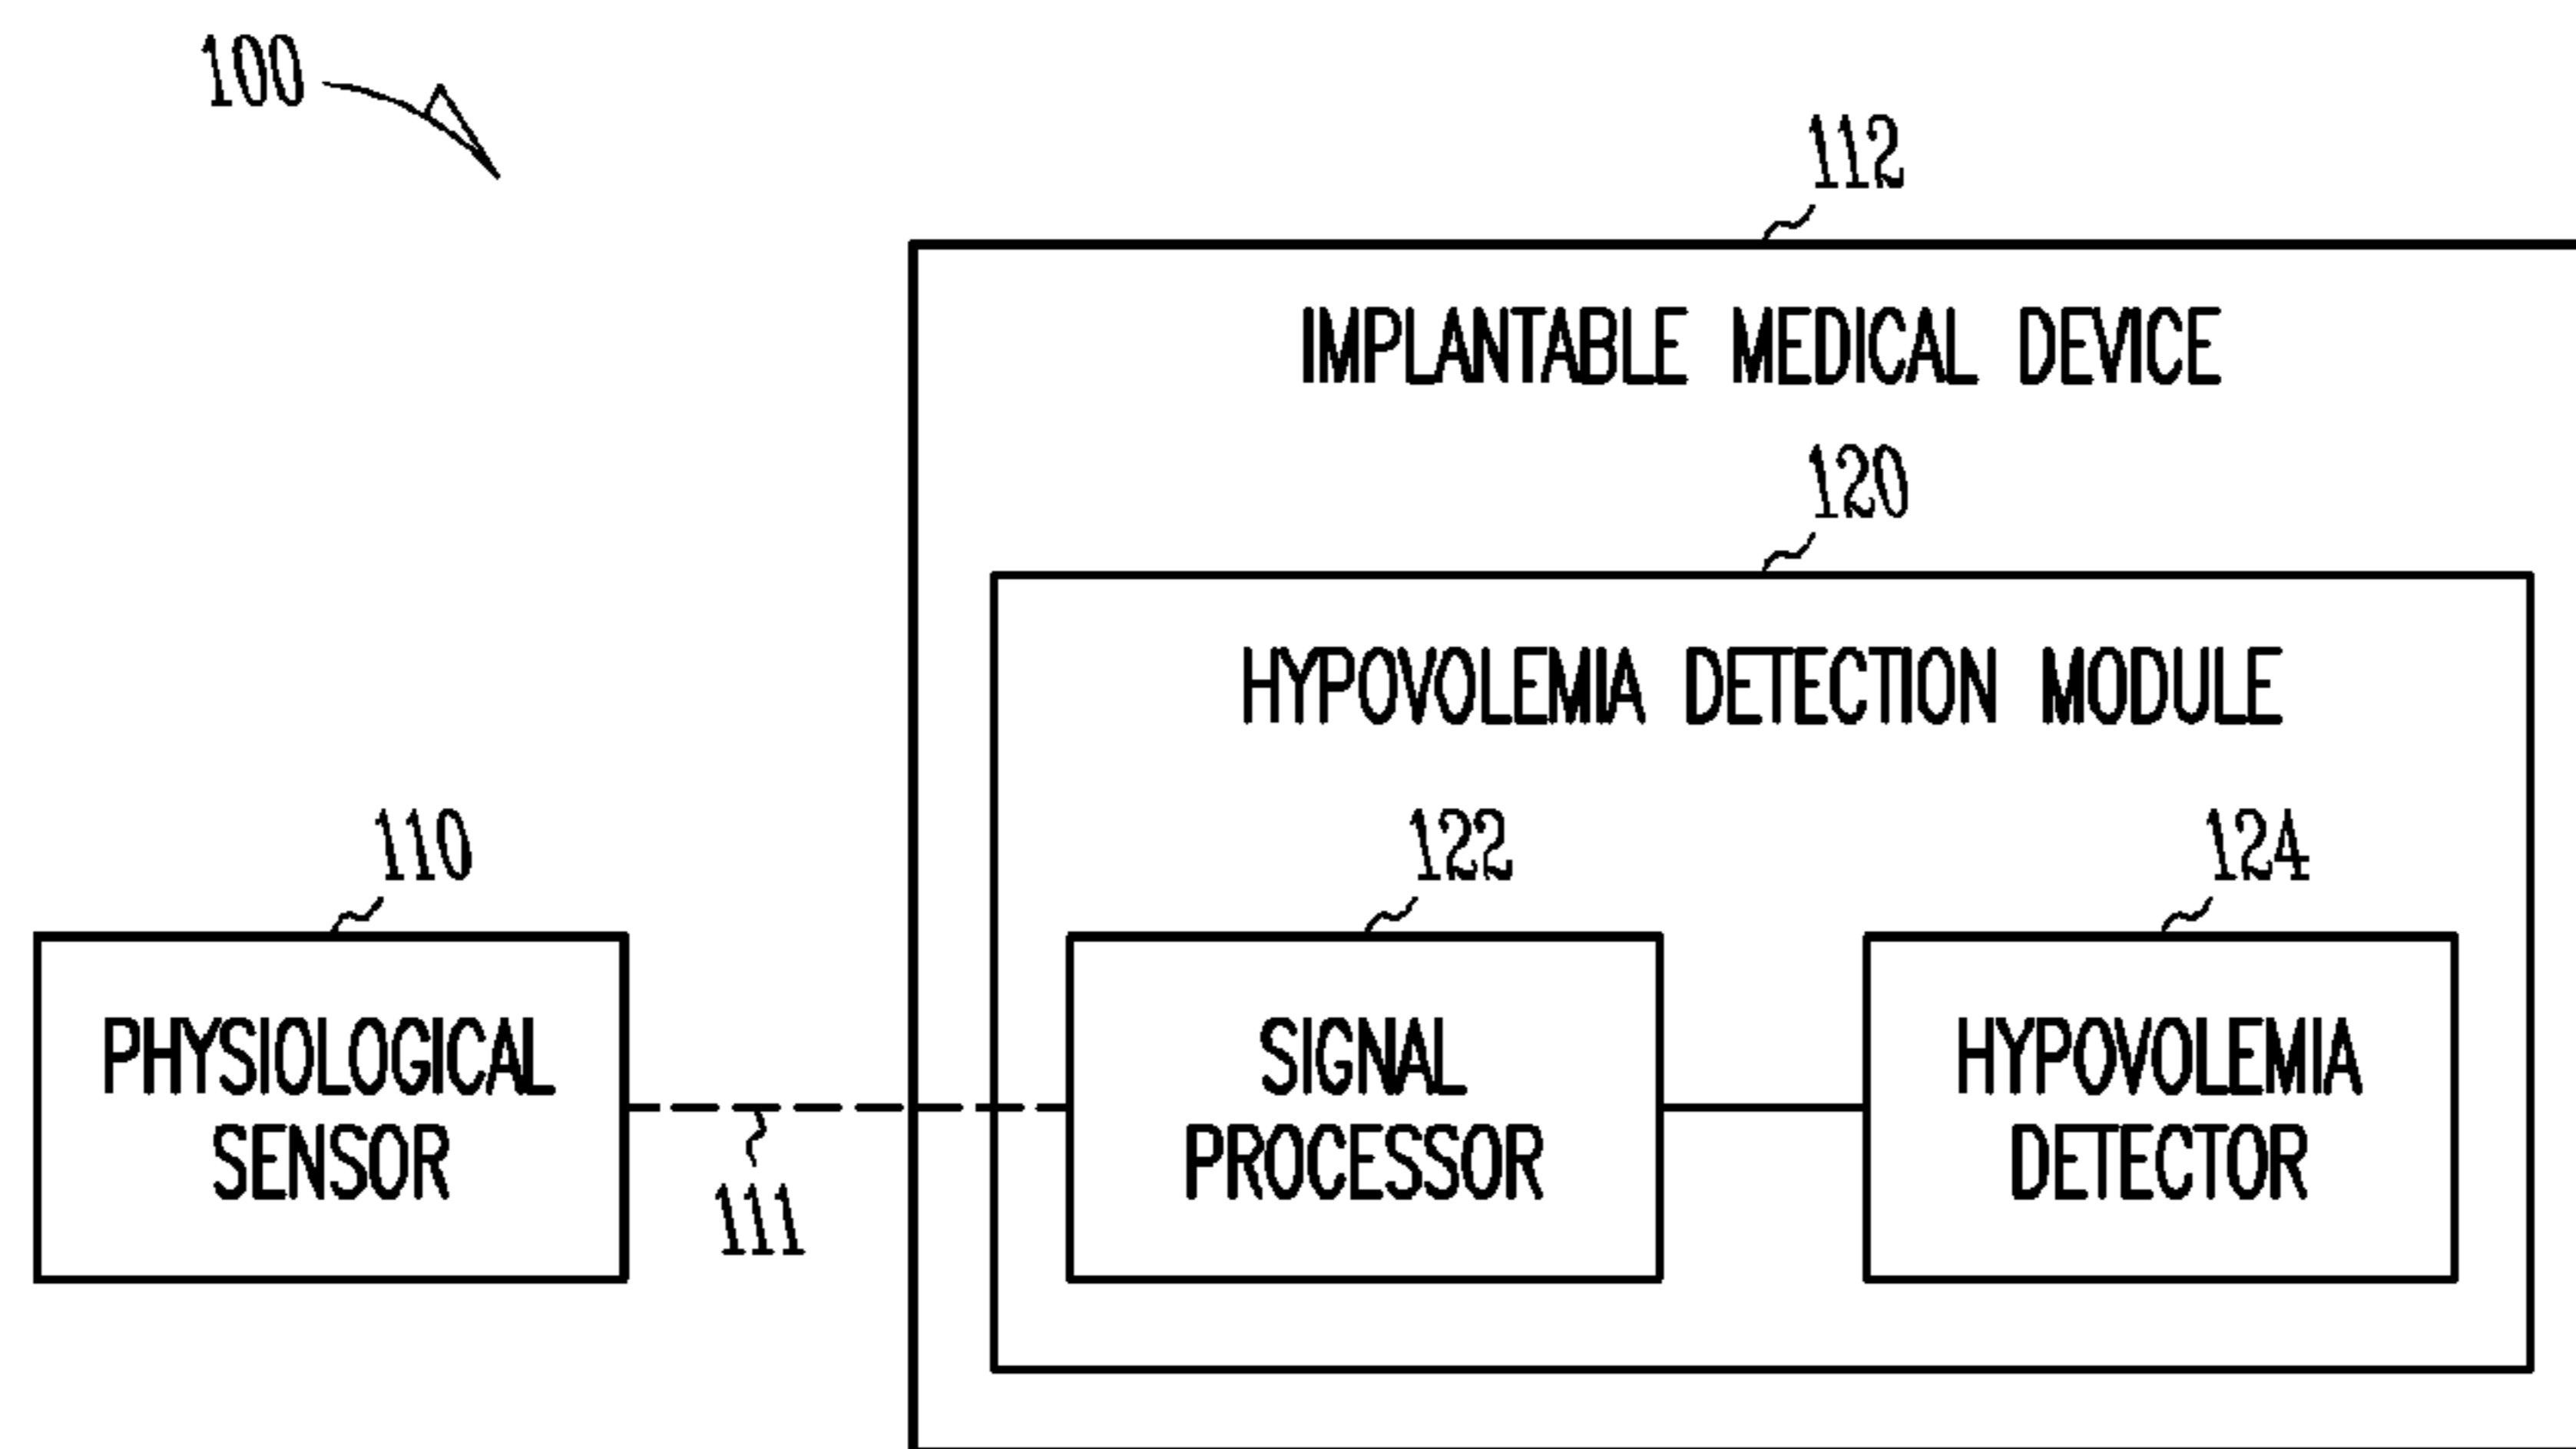 100
112
IMPLANTABLE MEDICAL DEVICE
120
HYPOVOLEMIA DETECTION MODULE
110
122
124
PHYSIOLOGICAL
SENSOR
SIGNAL
PROCESSOR
HYPOVOLEMIA
DETECTOR
111